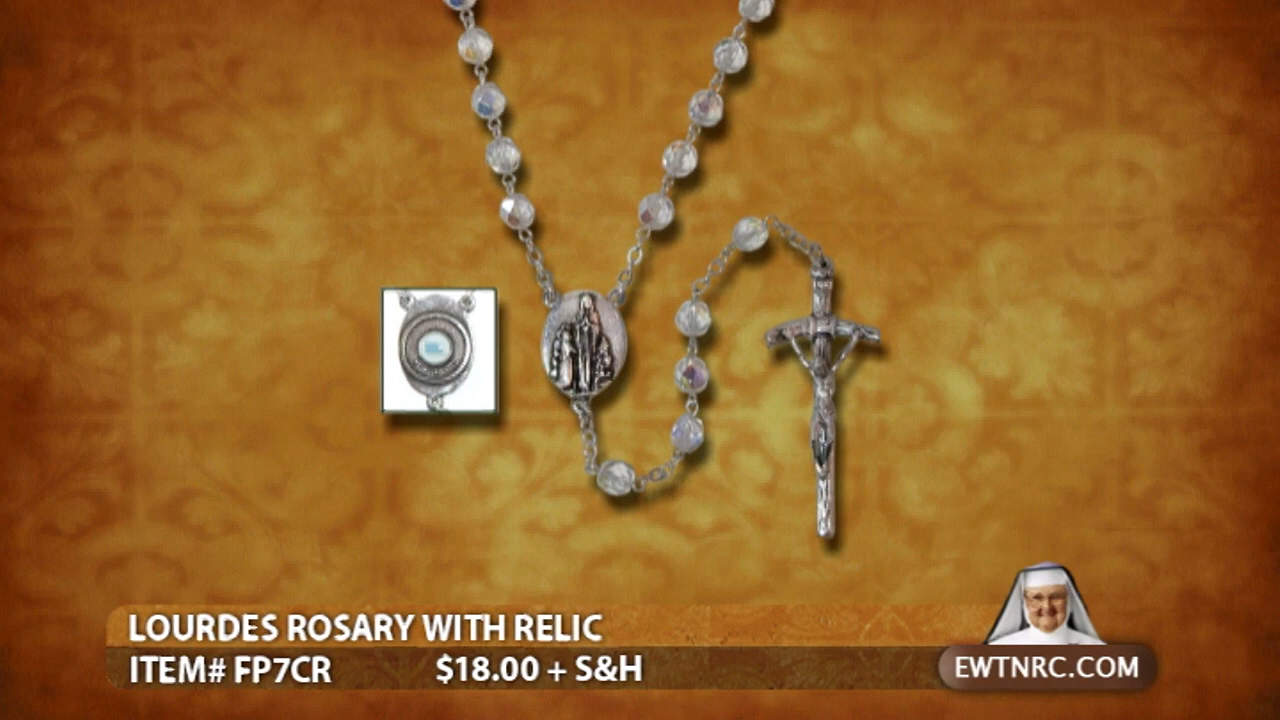 LOURDES ROSARY WITH RELIC
ITEM# FP7CR $18.00 + S&H
EWTNRC.COM